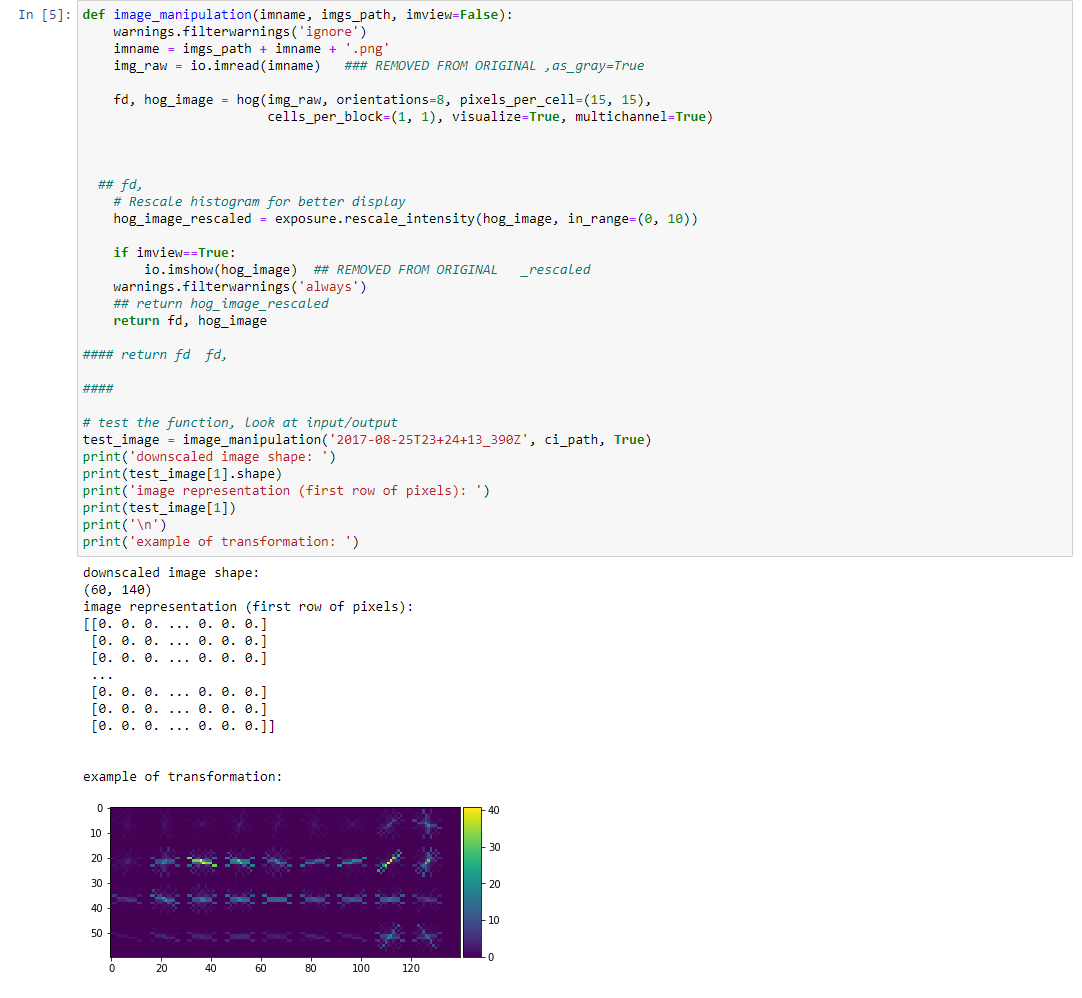 In [5]: def image_manipulation(imname, imgs_path, imview=False):
    warnings.filterwarnings('ignore')
    imname = imgs_path + imname + '.png'
    img_raw = io.imread(imname)   ### REMOVED FROM ORIGINAL ,as_gray=True
    fd, hog_image = hog(img_raw, orientations=8, pixels_per_cell=(15, 15),
                        cells_per_block=(1, 1), visualize=True, multichannel=True)
  ## fd,
    # Rescale histogram for better display
    hog_image_rescaled = exposure.rescale_intensity(hog_image, in_range=(0, 10))
    if imview==True:
        io.imshow(hog_image)  ## REMOVED FROM ORIGINAL   _rescaled
    warnings.filterwarnings('always')
    ## return hog_image_rescaled
    return fd, hog_image
#### return fd  fd,
####
# test the function, look at input/output
test_image = image_manipulation('2017-08-25T23+24+13_390Z', ci_path, True)
print('downscaled image shape: ')
print(test_image[1].shape)
print('image representation (first row of pixels): ')
print(test_image[1])
print('\n')
print('example of transformation: ')
downscaled image shape:
(60, 140)
image representation (first row of pixels):
[[0. 0. 0. ... 0. 0. 0.]
 [0. 0. 0. ... 0. 0. 0.]
 [0. 0. 0. ... 0. 0. 0.]
 ...
 [0. 0. 0. ... 0. 0. 0.]
 [0. 0. 0. ... 0. 0. 0.]
 [0. 0. 0. ... 0. 0. 0.]]
example of transformation:
0
10
20
30
40
50
0 20 40 60 80 100 120
40
30
20
10
0